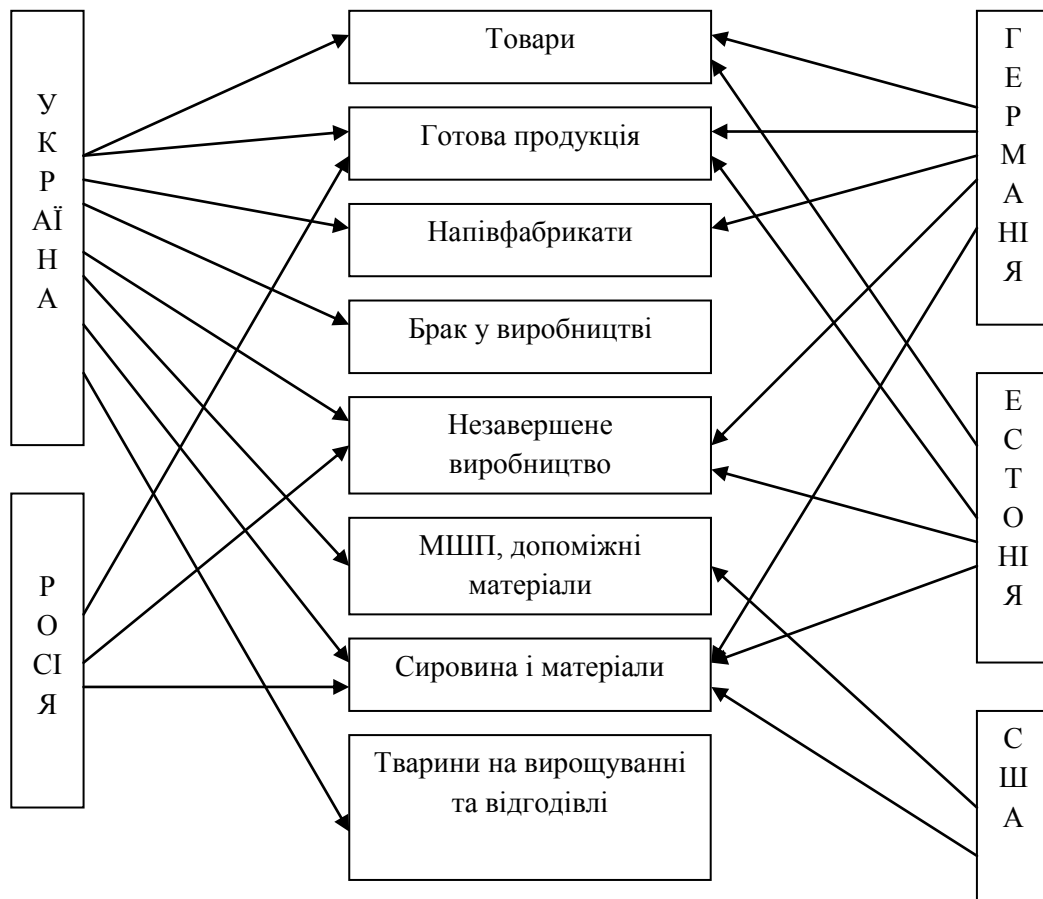 У
К
Р
АЇ
Н
А
Р
О
СІ
Я
Товари
Готова продукція
Напівфабрикати
Брак у виробництві
Незавершене
виробництво
МШП, допоміжні
матеріали
Сировина і матеріали
Тварини на вирощуванні
та відгодівлі
Г
Е
Р
М
А
НІ
Я
Е
С
Т
О
НІ
Я
С
Ш
А